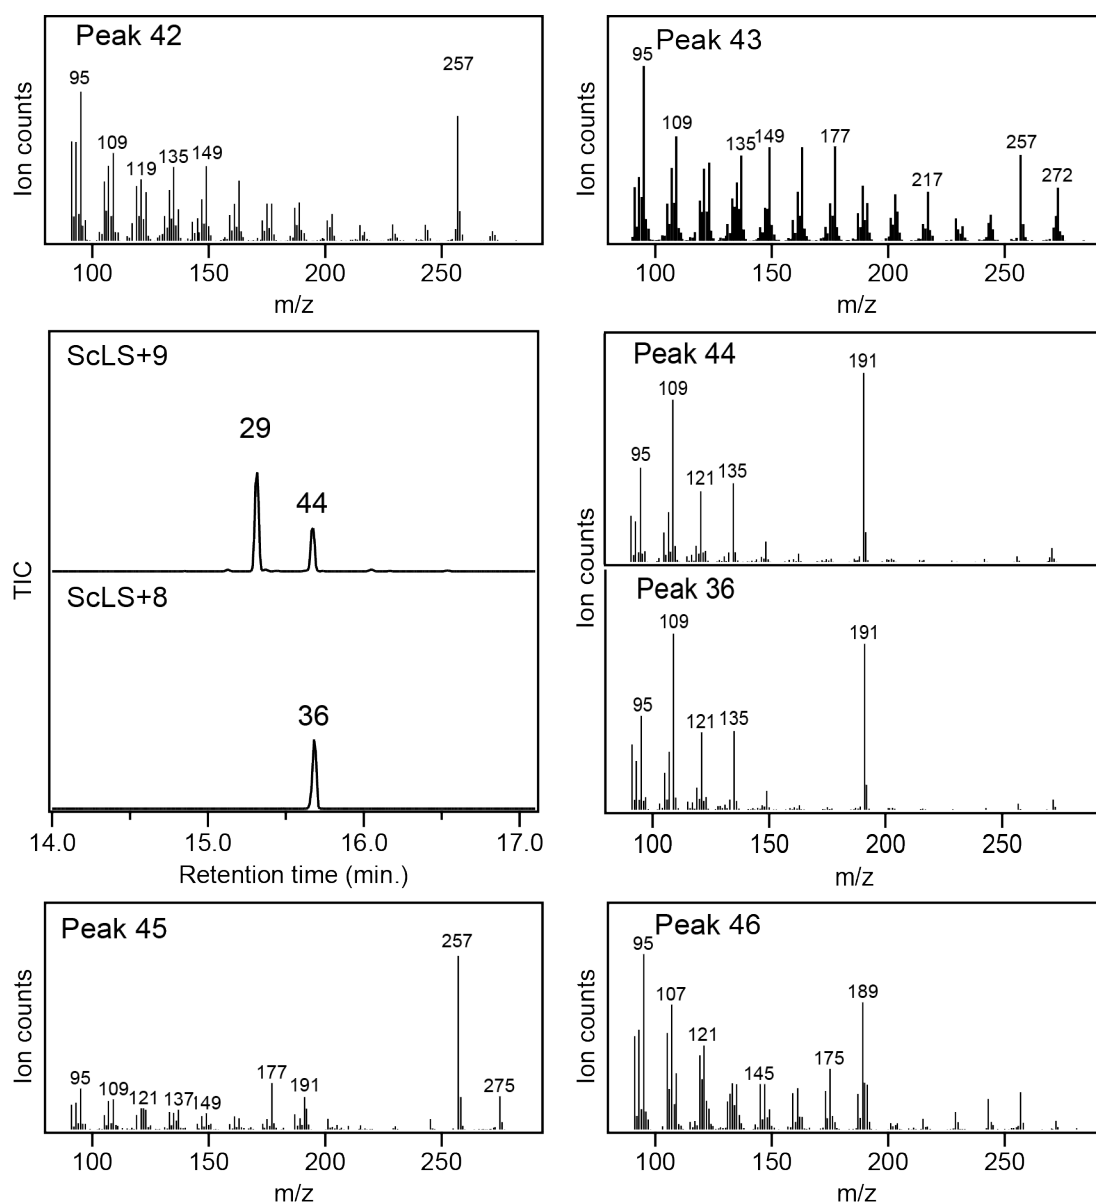 Peak 42
Ion counts
95
109
119
135
149
257
100 150 200 250
m/z
Peak 43
Ion counts
95
109
135
149
177
217
257
272
100 150 200 250
m/z
TIC
ScLS+9
29
44
ScLS+8
36
14.0 15.0 16.0 17.0
Retention time (min.)
Ion counts
Peak 44
95
109
121
135
191
Peak 36
95
109
121
135
191
100 150 200 250
m/z
Peak 45
Ion counts
95
109
121
137
149
177
191
257
275
100 150 200 250
m/z
Peak 46
Ion counts
95
107
121
145
175
189
100 150 200 250
m/z